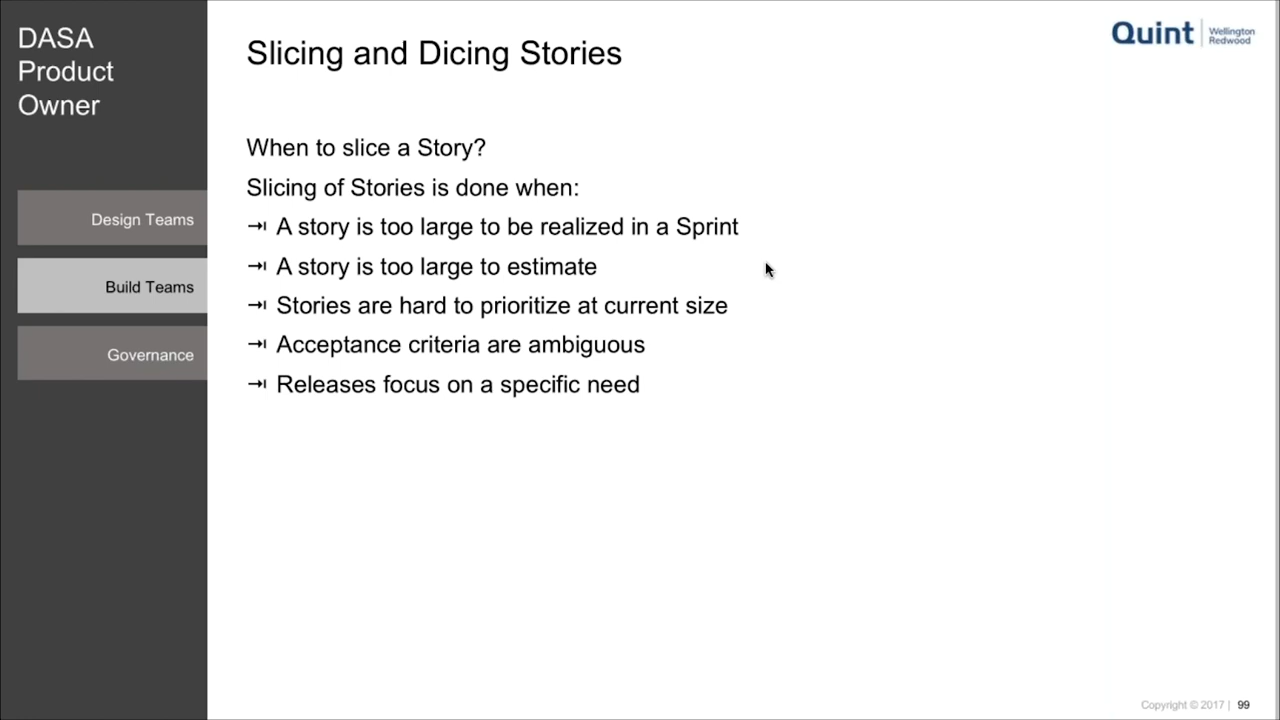 DASA
Product
Owner
Design Teams
Build Teams
Governance
Slicing and Dicing Stories
Quint
Wellington
Redwood
When to slice a Story?
Slicing of Stories is done when:
⇥ A story is too large to be realized in a Sprint
⇥ A story is too large to estimate
⇥ Stories are hard to prioritize at current size
⇥ Acceptance criteria are ambiguous
⇥ Releases focus on a specific need
Copyright © 2017 | 99